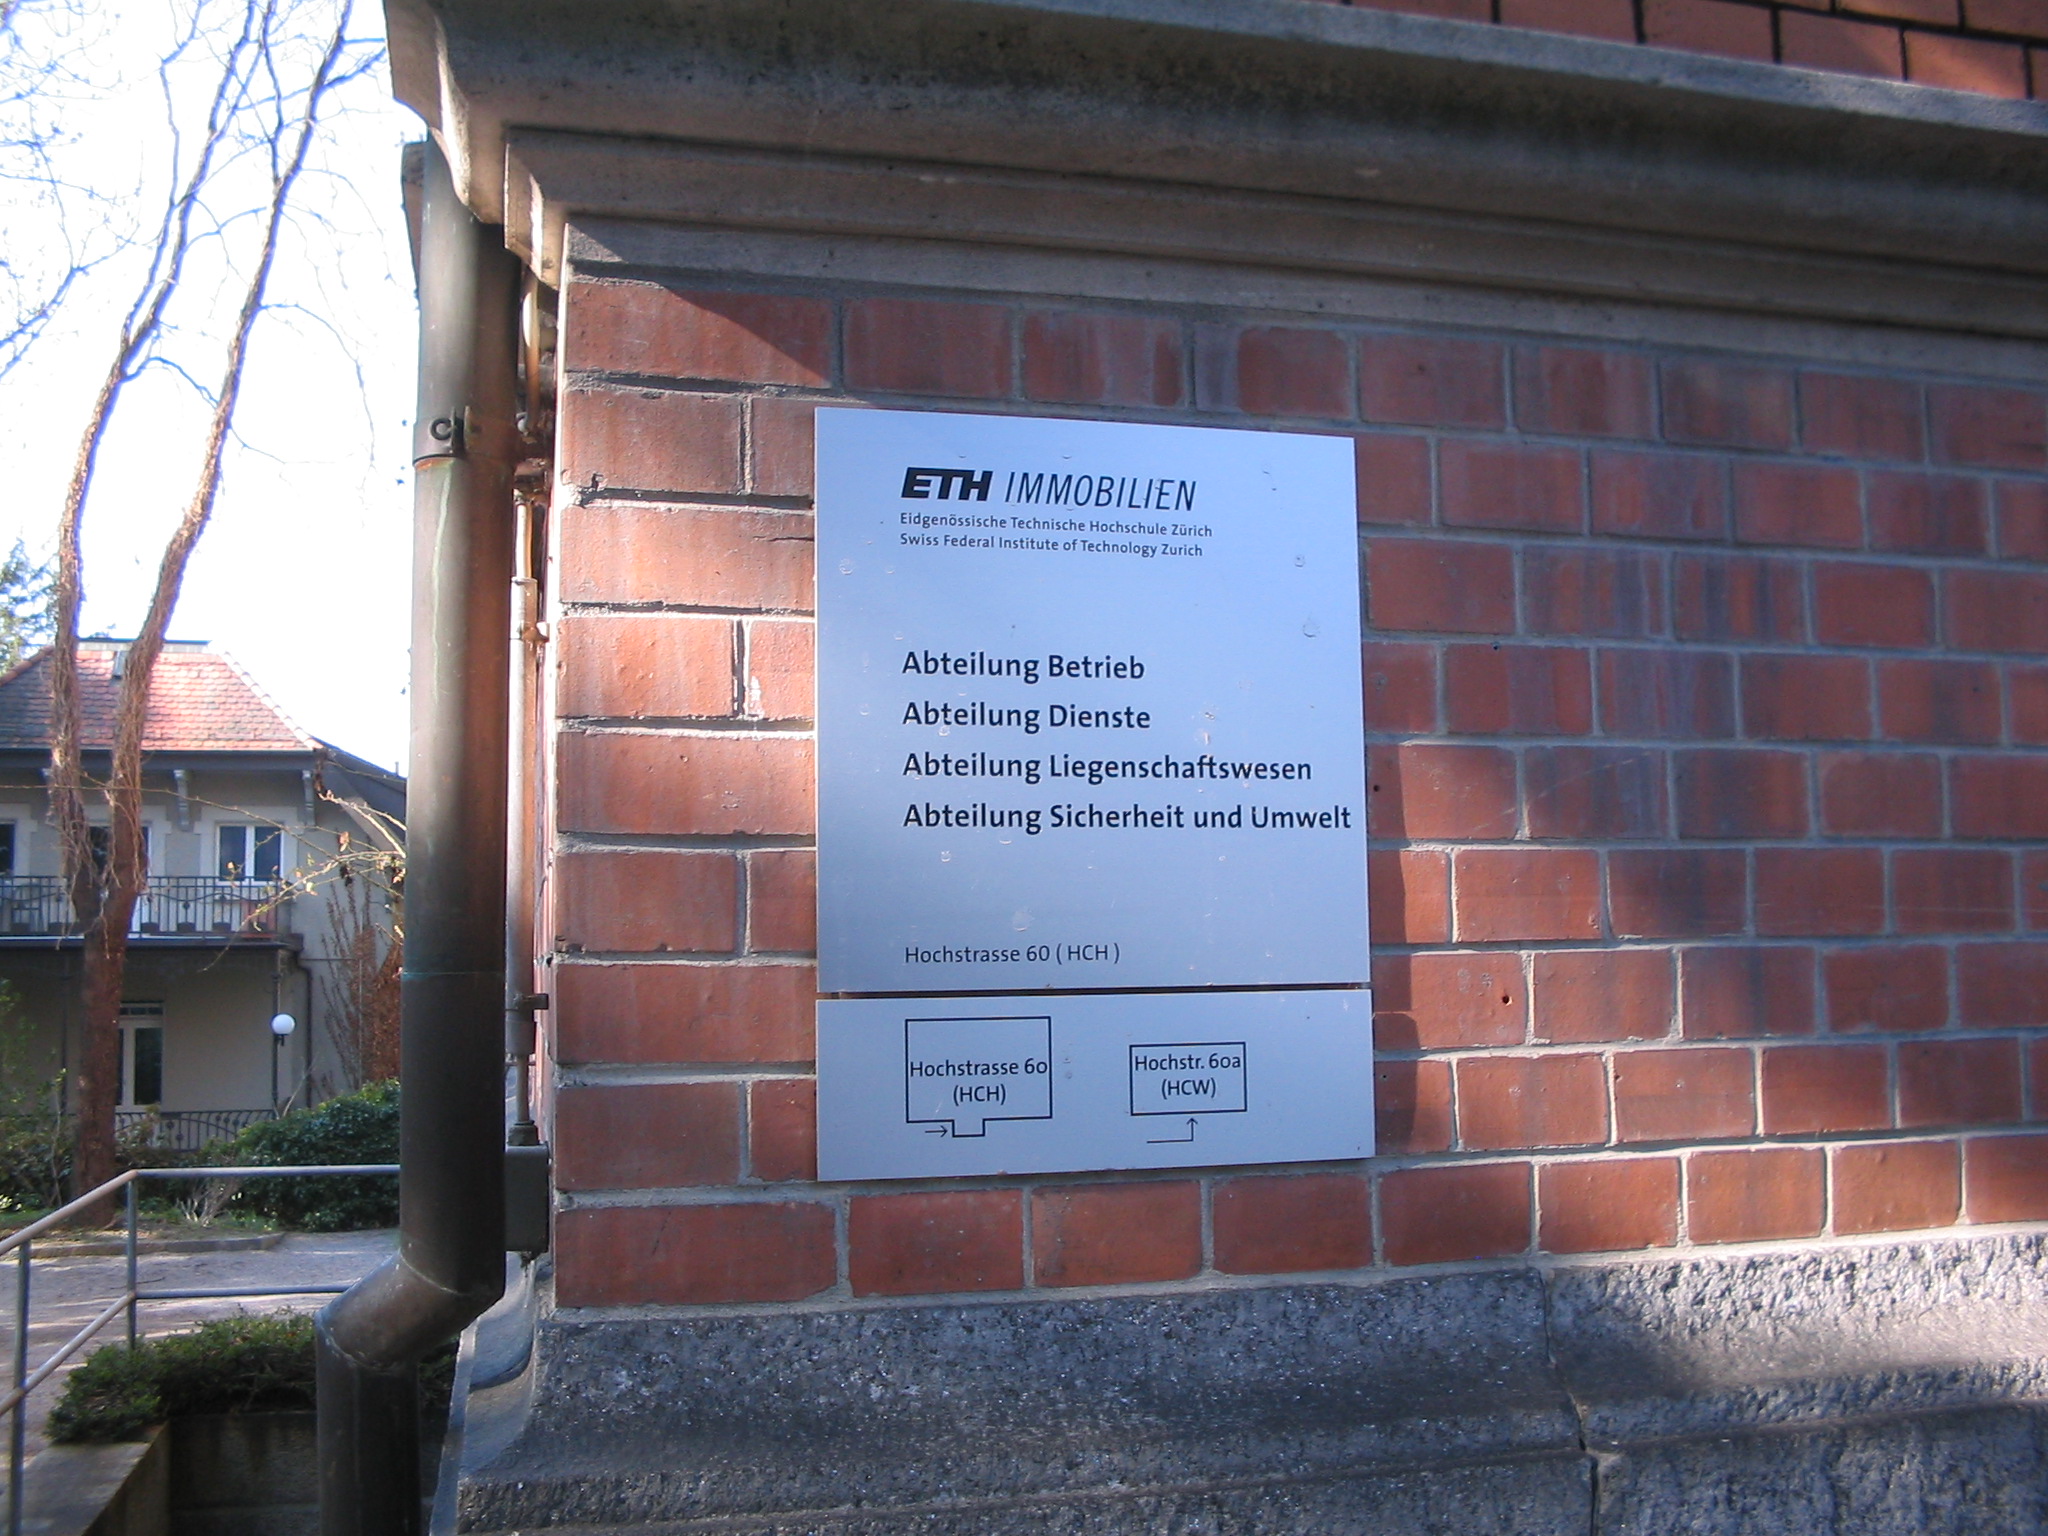 ETH IMMOBILIEN
Eidgenössische Technische Hochschule Zürich
Swiss Federal Institute of Technology Zurich
Abteilung Betrieb
Abteilung Dienste
Abteilung Liegenschaftswesen
Abteilung Sicherheit und Umwelt
Hochstrasse 60 ( HCH )
Hochstrasse 60
(HCH)
Hochstr. 60a
(HCW)